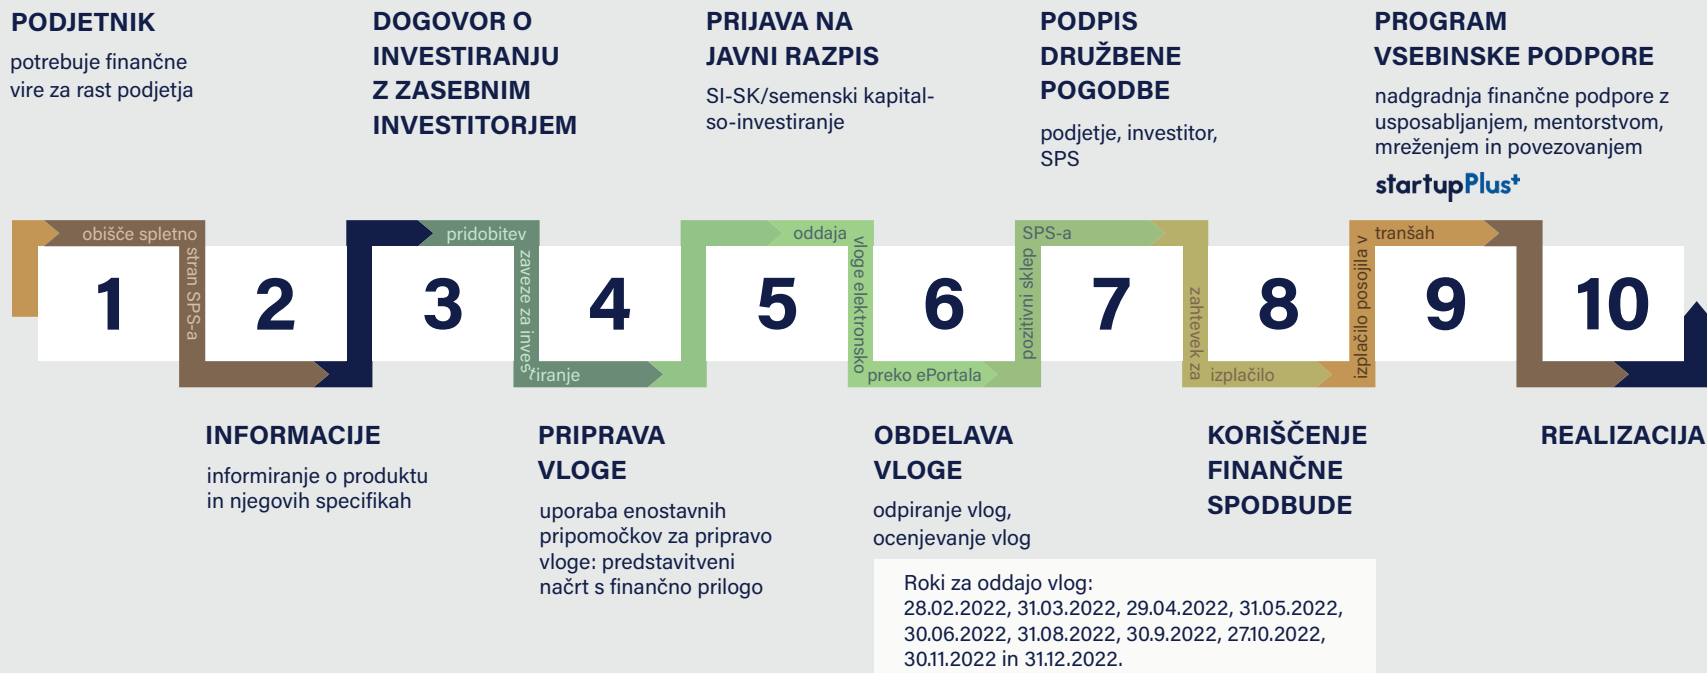 PODJETNIK
potrebuje finančne
vire za rast podjetja
DOGOVOR O
INVESTIRANJU
Z ZASEBNIM
INVESTITORJEM
PRIJAVA NA
JAVNI RAZPIS
SI-SK/semenski kapital-
so-investiranje
PODPIS
DRUŽBENE
POGODBE
podjetje, investitor,
SPS
PROGRAM
VSEBINSKE PODPORE
nadgradnja finančne podpore z
usposabljanjem, mentorstvom,
mreženjem in povezovanjem
startupPlus+
1
obišče spletno
stran SPS-a
2
3
pridobitev
zaveze za inves
tiranje
4
5
oddaja
vloge elektronsko
preko ePortala
6
pozitivni sklep
SPS-a
7
zahtevek za
izplačilo
8
izplačilo posojila v
tranšah
9
10
INFORMACIJE
informiranje o produktu
in njegovih specifikah
PRIPRAVA
VLOGE
uporaba enostavnih
pripomočkov za pripravo
vloge: predstavitveni
načrt s finančno prilogo
OBDELAVA
VLOGE
odpiranje vlog,
ocenjevanje vlog
Roki za oddajo vlog:
28.02.2022, 31.03.2022, 29.04.2022, 31.05.2022,
30.06.2022, 31.08.2022, 30.9.2022, 27.10.2022,
30.11.2022 in 31.12.2022.
KORIŠČENJE
FINANČNE
SPODBUDE
REALIZACIJA